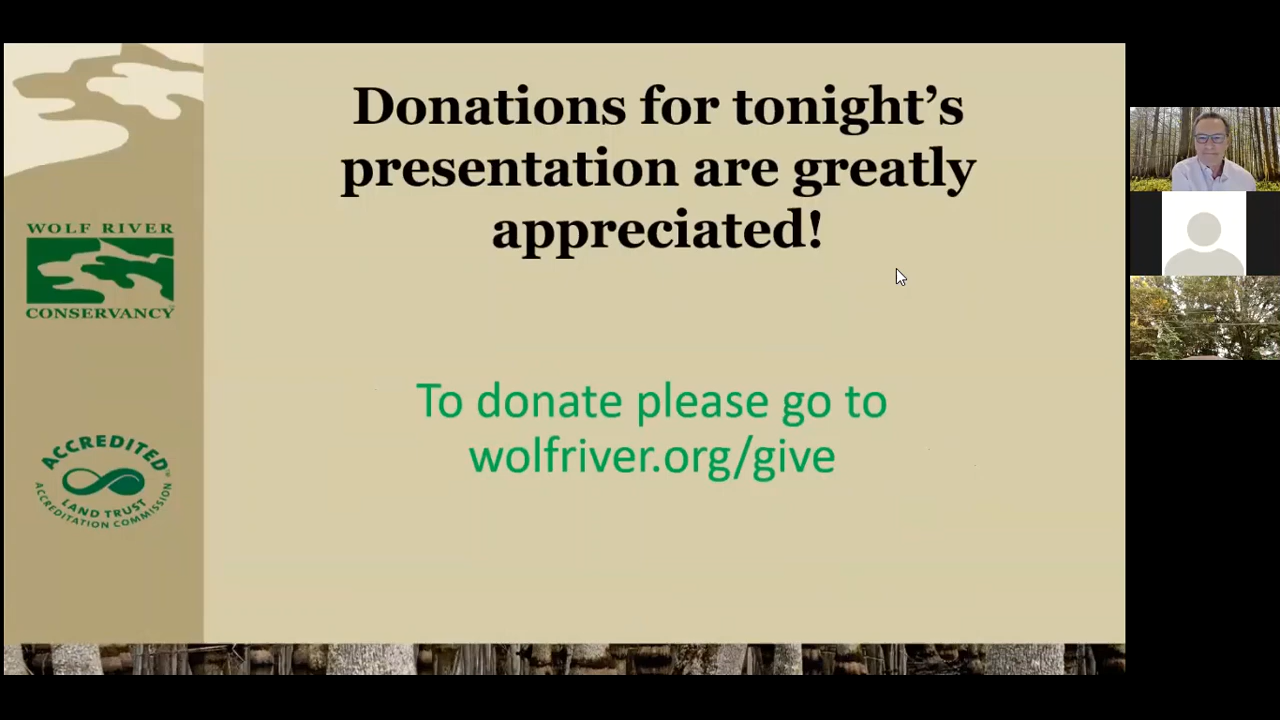 Donations for tonight’s
presentation are greatly
appreciated!
WOLF RIVER
CONSERVANCY
To donate please go to
wolfriver.org/give
ACCREDITED
LAND TRUST
ACCREDITATION COMMISSION